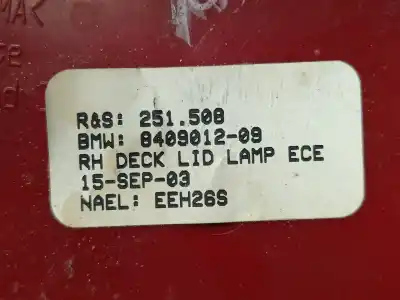 R&S: 251.508
BMW: 8409012-09
RH DECK LID LAMP ECE
15-SEP-03
NAEL: EEH26S